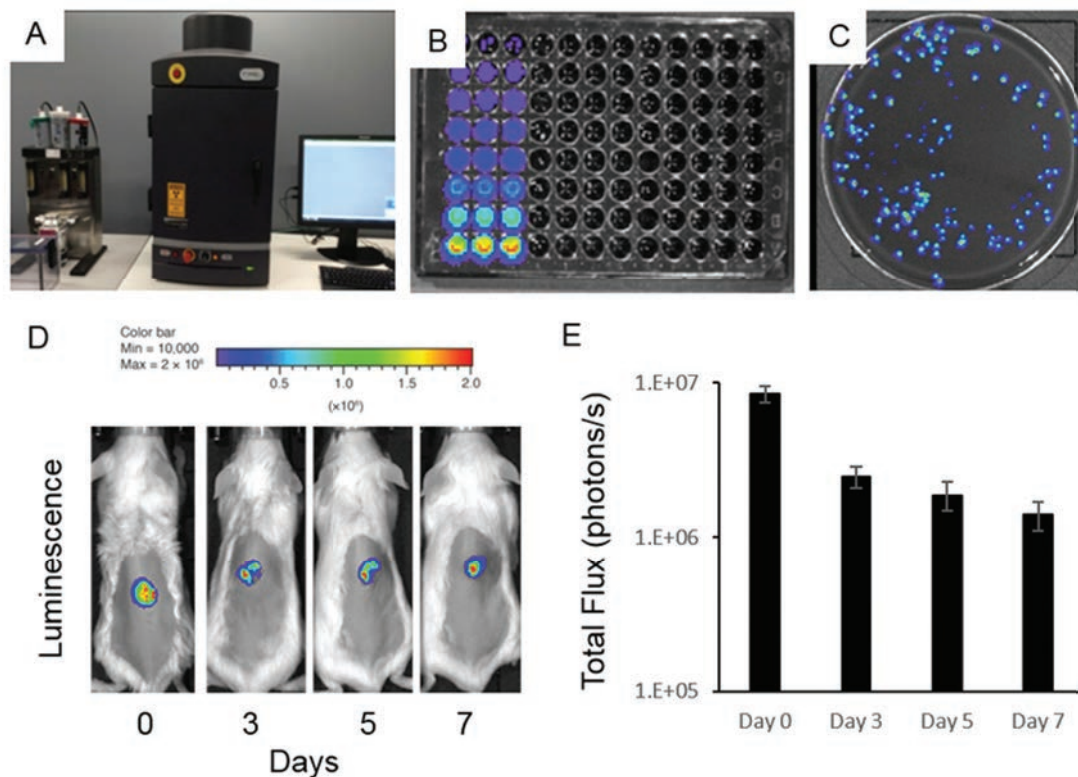 A
B
C
D
Color bar
Min = 10,000
Max = 2 × 10⁶
0.5
1.0
1.5
2.0
(×10⁶)
Luminescence
0
3
5
7
Days
E
Total Flux (photons/s)
1.E+07
1.E+06
1.E+05
Day 0
Day 3
Day 5
Day 7